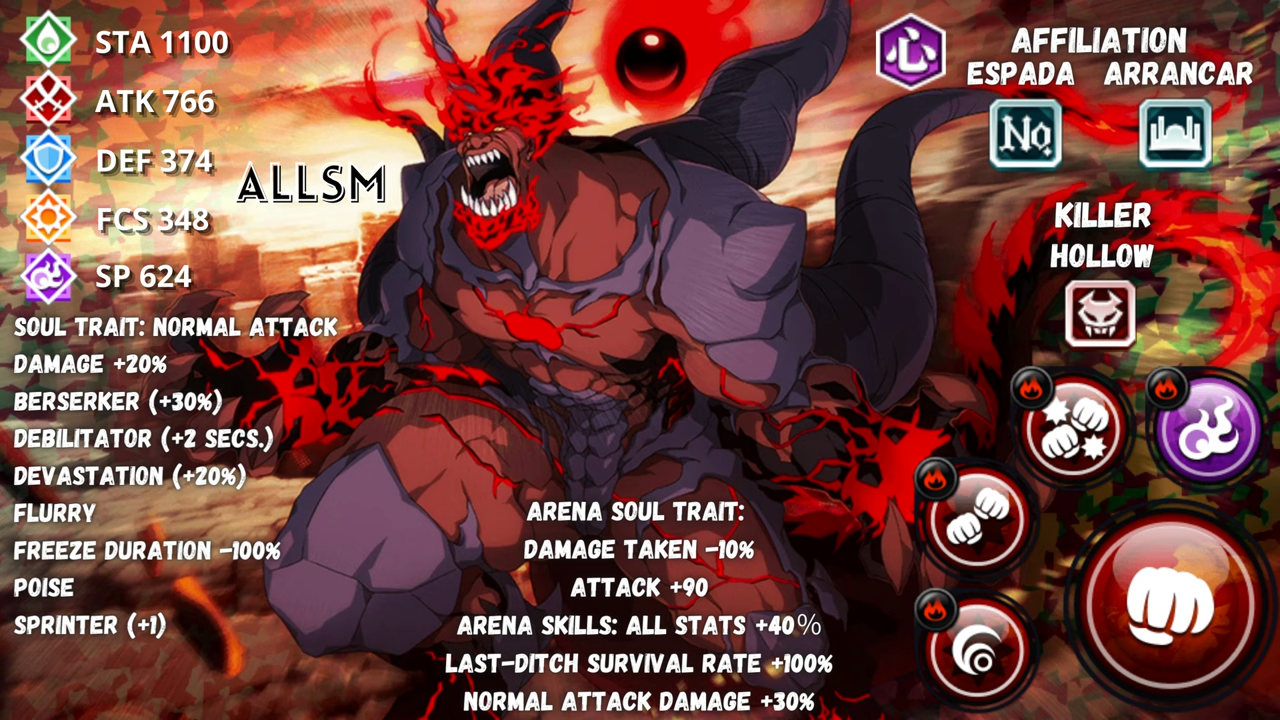 STA 1100
ATK 766
DEF 374
FCS 348
SP 624
ALLSM
SOUL TRAIT: NORMAL ATTACK
DAMAGE +20%
BERSERKER (+30%)
DEBILITATOR (+2 SECS.)
DEVASTATION (+20%)
FLURRY
FREEZE DURATION -100%
POISE
SPRINTER (+1)
ARENA SOUL TRAIT:
DAMAGE TAKEN -10%
ATTACK +90
ARENA SKILLS: ALL STATS +40%
LAST-DITCH SURVIVAL RATE +100%
NORMAL ATTACK DAMAGE +30%
AFFILIATION
ESPADA ARRANCAR
No
KILLER
HOLLOW